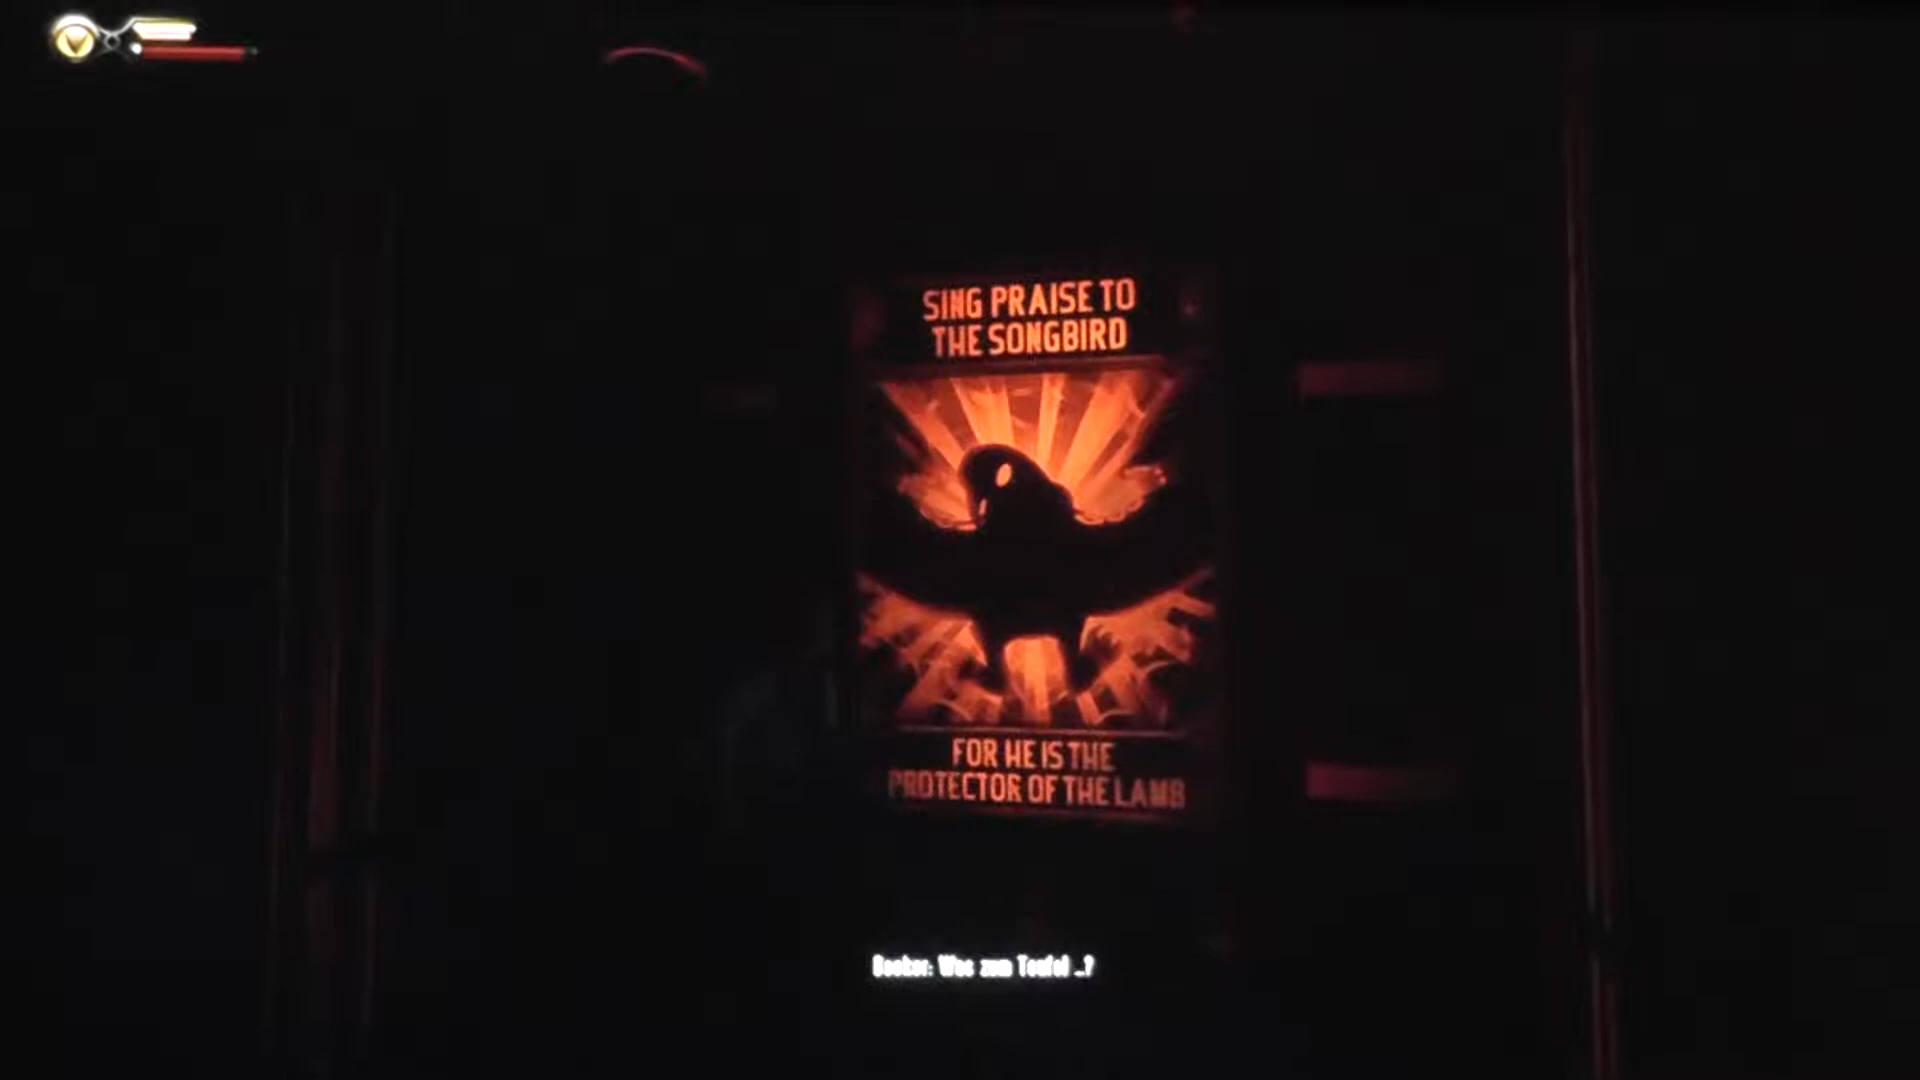 SING PRAISE TO
THE SONGBIRD
FOR HE IS THE
PROTECTOR OF THE LAMB
Booker: Was zum Teufel ...?